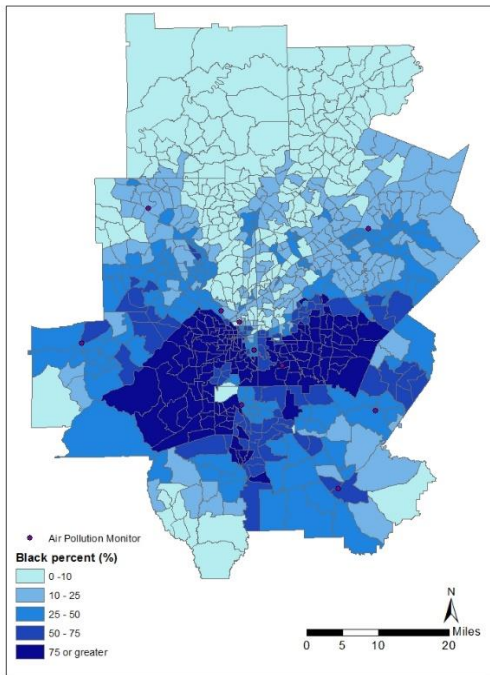 Air Pollution Monitor
Black percent (%)
0 -10
10 - 25
25 - 50
50 - 75
75 or greater
N
Miles
0 5 10 20